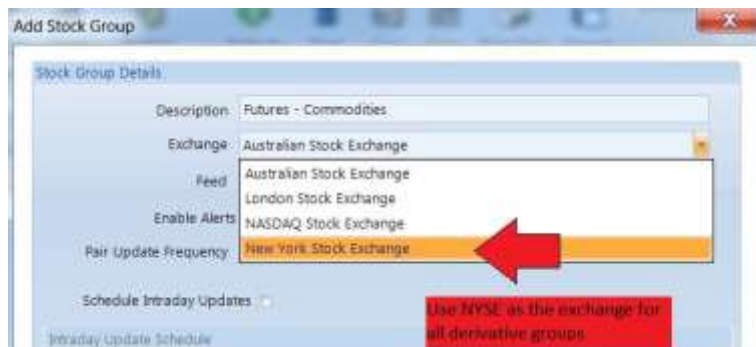 Add Stock Group
Stock Group Details
Description Futures - Commodities
Exchange Australian Stock Exchange
Feed Australian Stock Exchange
London Stock Exchange
Enable Alerts NASDAQ Stock Exchange
Pair Update Frequency New York Stock Exchange
Schedule Intraday Updates
Use NYSE as the exchange for
all derivative groups
Intraday Update Schedule